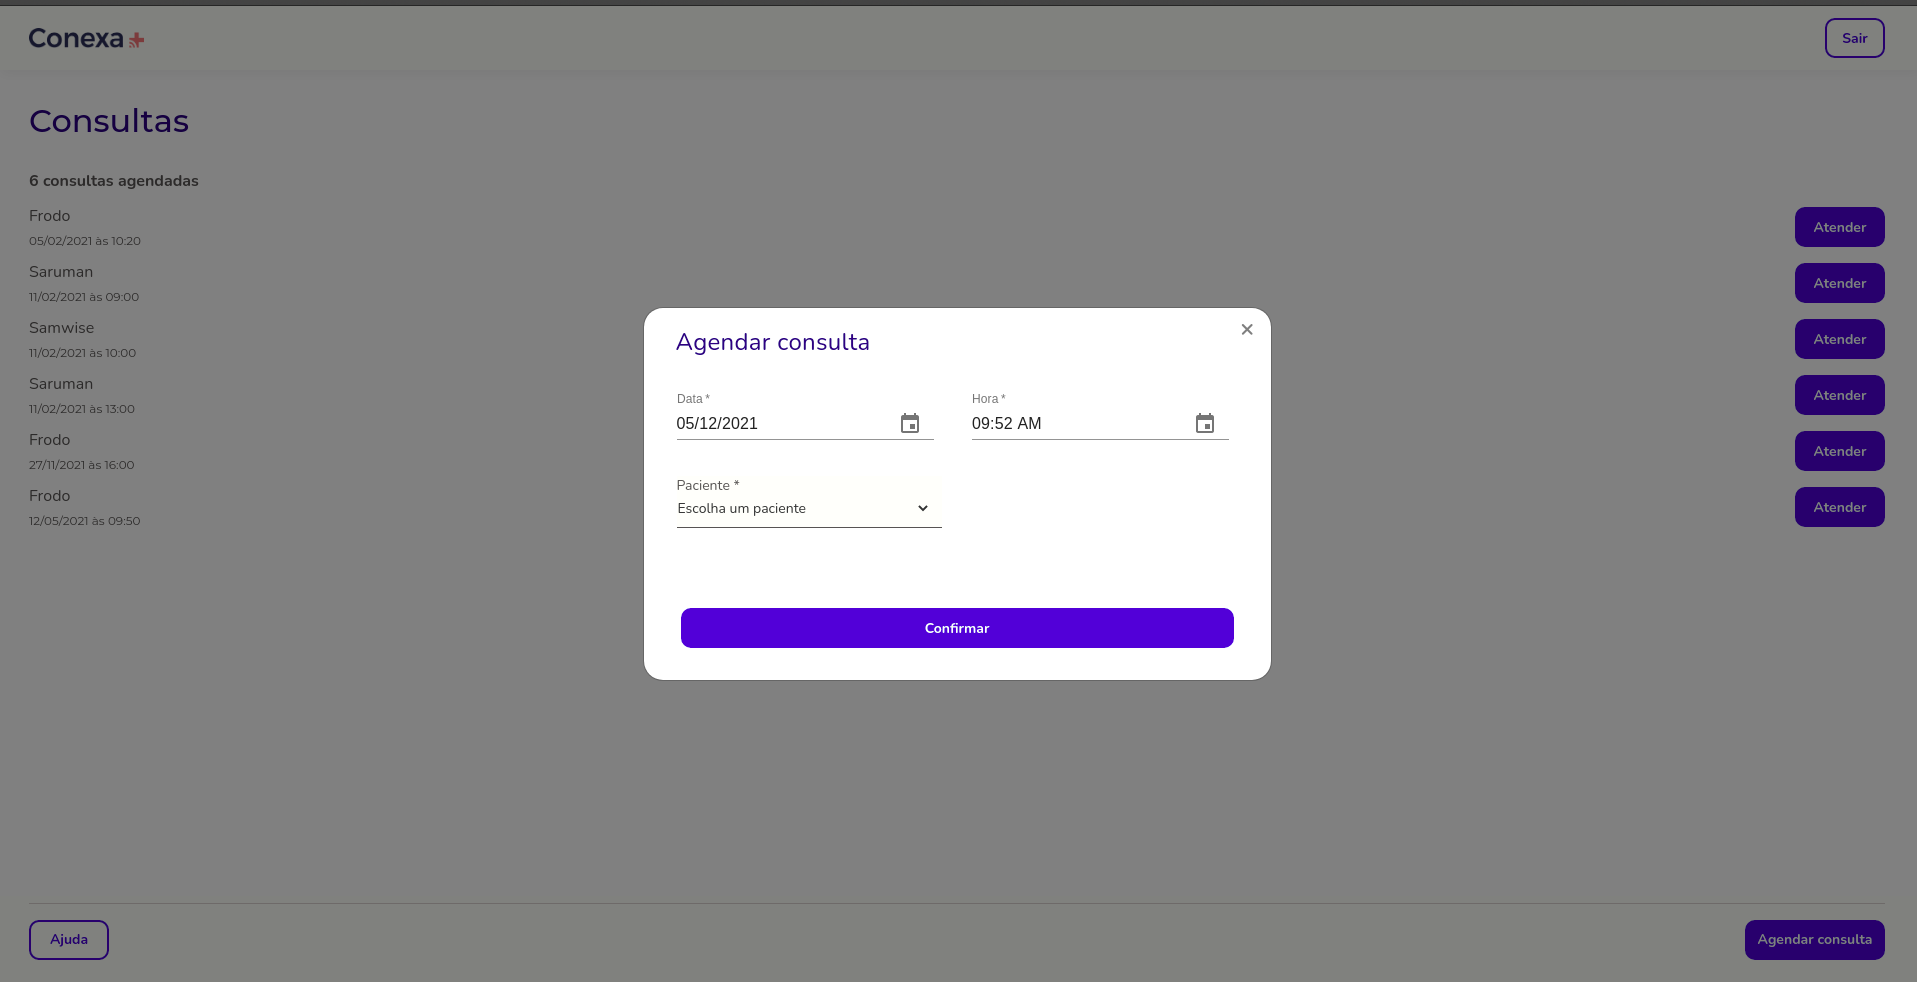 Conexa
Sair
Consultas
6 consultas agendadas
Frodo
05/02/2021 às 10:20
Atender
Saruman
11/02/2021 às 09:00
Atender
Samwise
11/02/2021 às 10:00
Atender
Saruman
11/02/2021 às 13:00
Atender
Frodo
27/11/2021 às 16:00
Atender
Frodo
12/05/2021 às 09:50
Atender
Agendar consulta
Data *
05/12/2021
Hora *
09:52 AM
Paciente *
Escolha um paciente
Confirmar
Ajuda
Agendar consulta